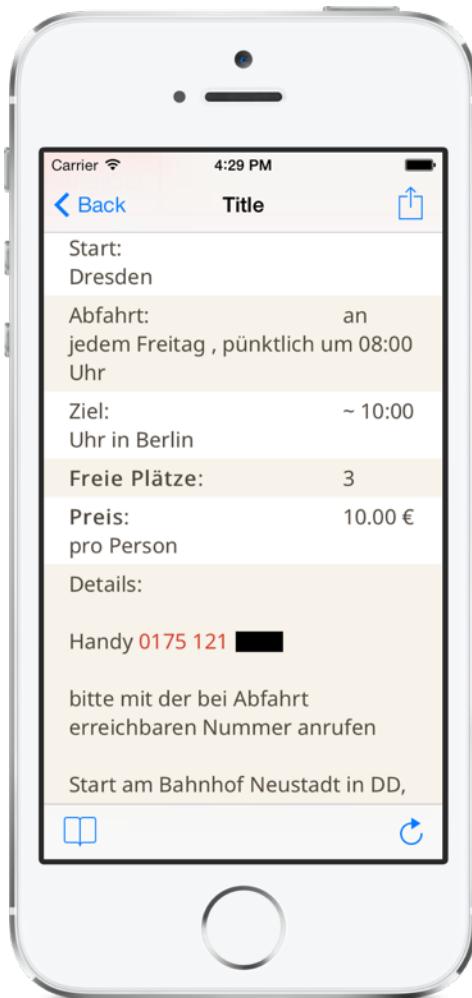 Carrier 4:29 PM
Back Title
Start:
Dresden
Abfahrt: an
jedem Freitag , pünktlich um 08:00
Uhr
Ziel: ~ 10:00
Uhr in Berlin
Freie Plätze: 3
Preis: 10.00 €
pro Person
Details:
Handy 0175 121
bitte mit der bei Abfahrt
erreichbaren Nummer anrufen
Start am Bahnhof Neustadt in DD,